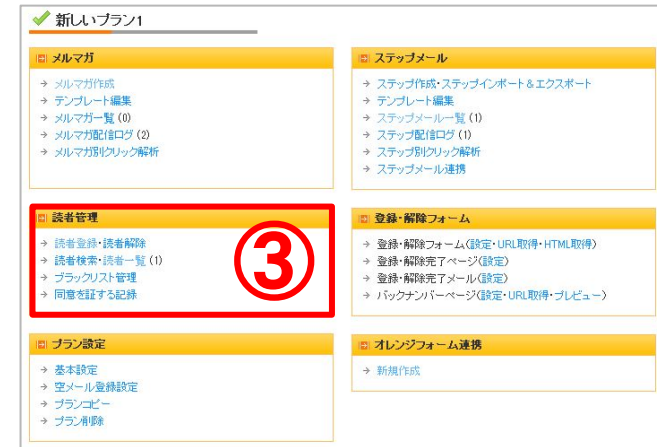 新しいプラン1
メルマガ
メルマガ作成
テンプレート編集
メルマガ一覧 (0)
メルマガ配信ログ (2)
メルマガ別クリック解析
ステップメール
ステップ作成・ステップインポート＆エクスポート
テンプレート編集
ステップメール一覧 (1)
ステップ配信ログ (1)
ステップ別クリック解析
ステップメール連携
読者管理
読者登録・読者解除
読者検索・読者一覧 (1)
ブラックリスト管理
同意を証する記録
③
登録・解除フォーム
登録・解除フォーム(設定・URL取得・HTML取得)
登録・解除完了ページ(設定)
登録・解除完了メール(設定)
バックナンバーページ(設定・URL取得・プレビュー)
プラン設定
基本設定
空メール登録設定
プランコピー
プラン削除
オレンジフォーム連携
新規作成